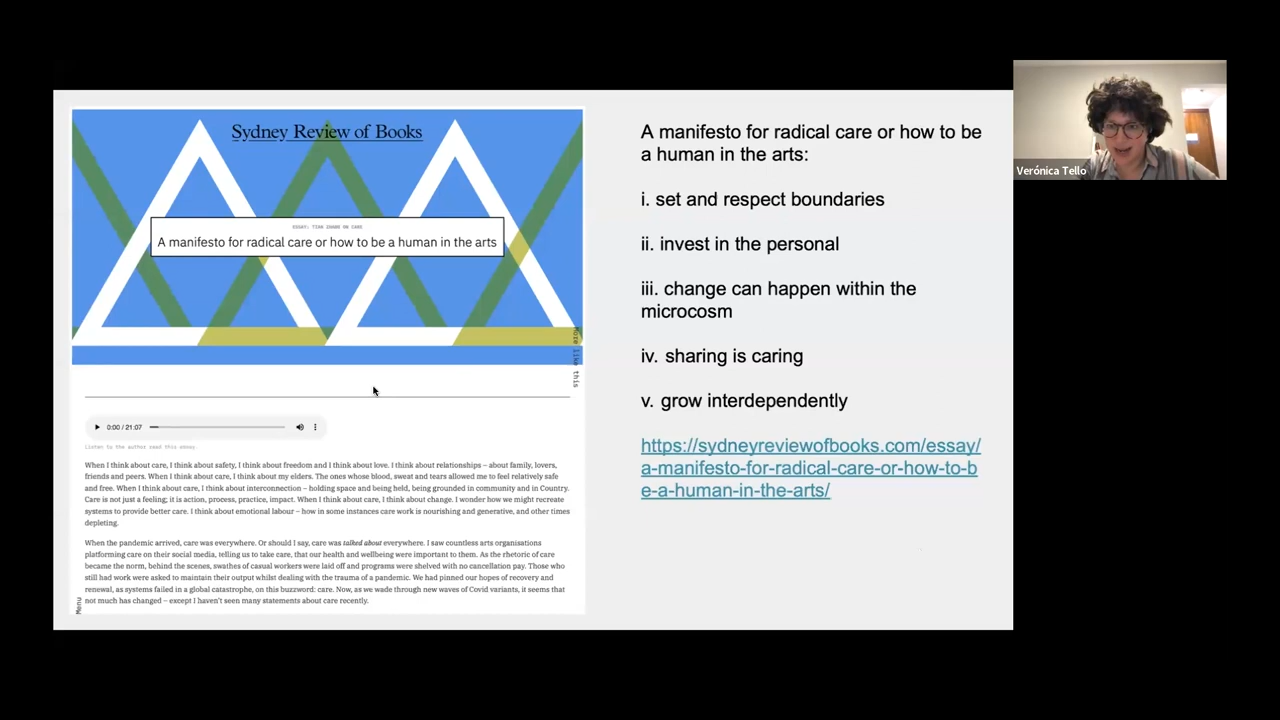 Sydney Review of Books
ESSAY: TIAN ZHANG ON CARE
A manifesto for radical care or how to be a human in the arts
More like this
0:00 / 21:07
Listen to the author read this essay
When I think about care, I think about safety, I think about freedom and I think about love. I think about relationships – about family, lovers,
friends and peers. When I think about care, I think about my elders. The ones whose blood, sweat and tears allowed me to feel relatively safe
and free. When I think about care, I think about interconnection – holding space and being held, being grounded in community and in Country.
Care is not just a feeling; it is action, process, practice, impact. When I think about care, I think about change. I wonder how we might recreate
systems to provide better care. I think about emotional labour – how in some instances care work is nourishing and generative, and other times
depleting.
When the pandemic arrived, care was everywhere. Or should I say, care was talked about everywhere. I saw countless arts organisations
platforming care on their social media, telling us to take care, that our health and wellbeing were important to them. As the rhetoric of care
became the norm, behind the scenes, swathes of casual workers were laid off and programs were shelved with no cancellation pay. Those who
still had work were asked to maintain their output whilst dealing with the trauma of a pandemic. We had pinned our hopes of recovery and
renewal, as systems failed in a global catastrophe, on this buzzword: care. Now, as we wade through new waves of Covid variants, it seems that
not much has changed – except I haven't seen many statements about care recently.
Menu
A manifesto for radical care or how to be
a human in the arts:
i. set and respect boundaries
ii. invest in the personal
iii. change can happen within the
microcosm
iv. sharing is caring
v. grow interdependently
https://sydneyreviewofbooks.com/essay/
a-manifesto-for-radical-care-or-how-to-b
e-a-human-in-the-arts/
Verónica Tello